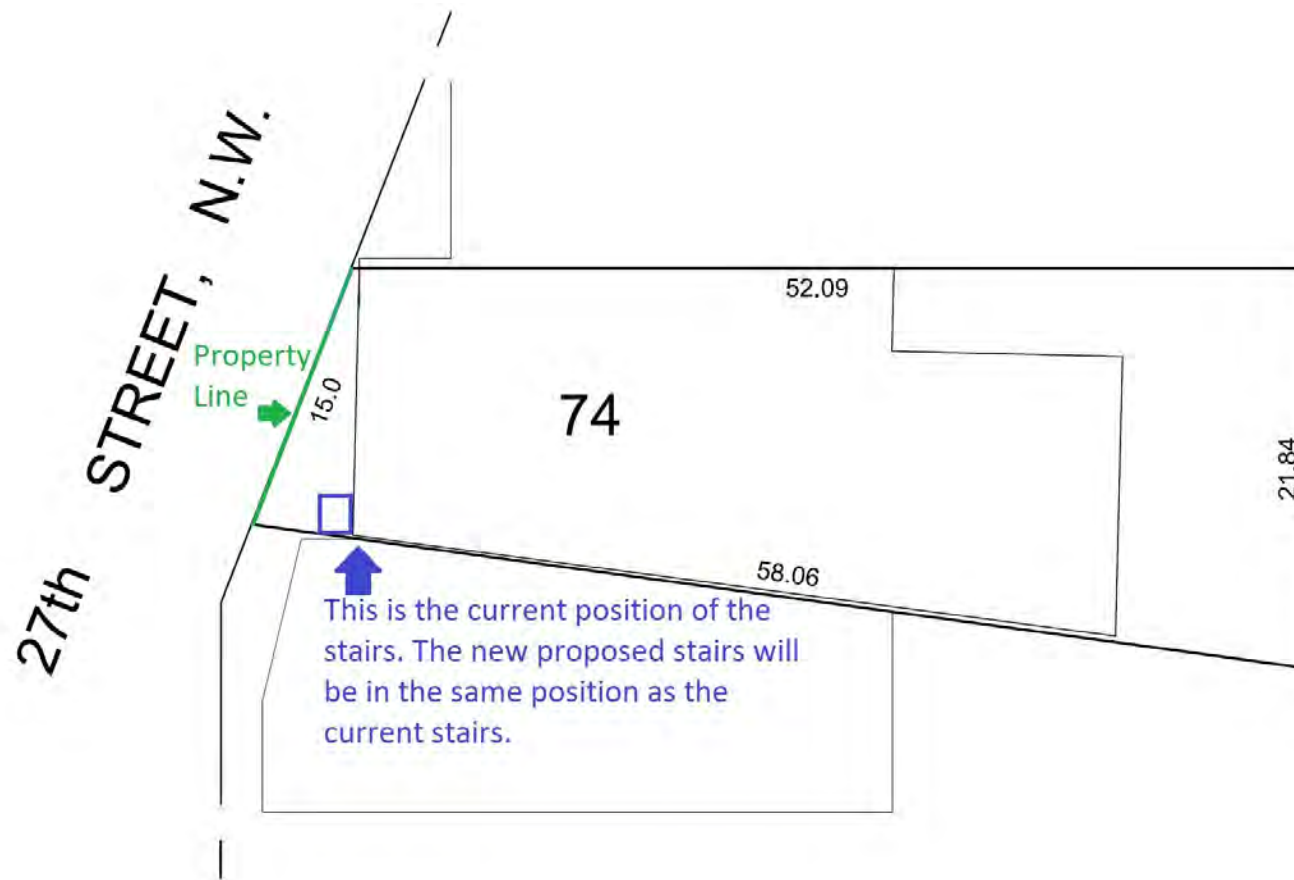 27th STREET, N.W.
52.09
Property
Line
15.0
74
21.84
58.06
This is the current position of the
stairs. The new proposed stairs will
be in the same position as the
current stairs.